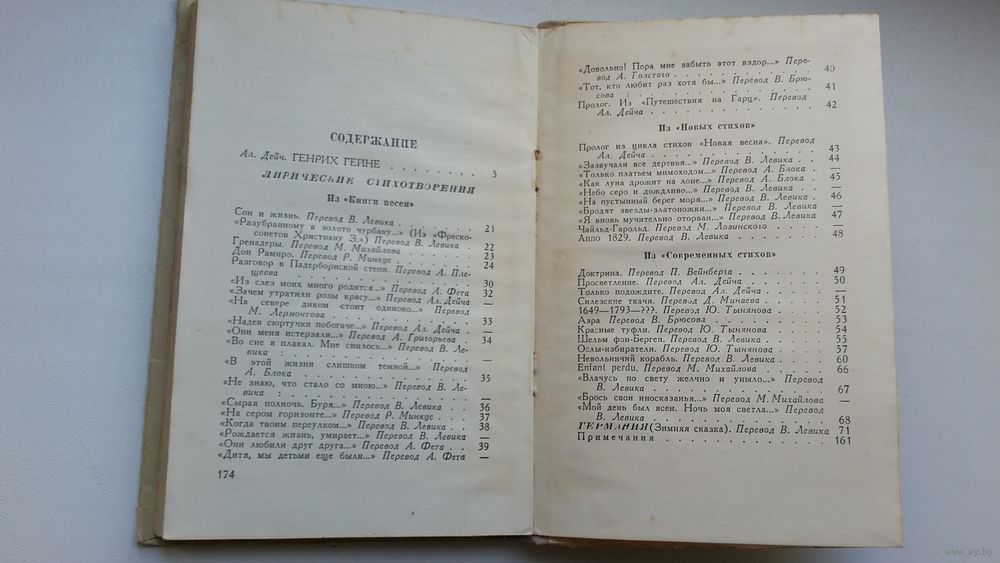 СОДЕРЖАНИЕ
Ал. Дейч. ГЕНРИХ ГЕЙНЕ . . . . . . . . 5
ЛИРИЧЕСКИЕ СТИХОТВОРЕНИЯ
Из «Книги песен»
Сон и жизнь. Перевод В. Левика . . . . . 21
«Разубранному в золото чурбану...» (Из «Фреско-
сонетов Христиану З.») Перевод В. Левика . 22
Гренадеры. Перевод М. Михайлова . . . . 23
Дон Рамиро. Перевод Р. Минкус . . . . . 24
Разговор в Падерборнской степи. Перевод А. Пле-
щеева . . . . . . . . . . . 30
«Из слез моих много родится...» Перевод А. Фета 32
«Зачем утратили розы красу...» Перевод Ал. Дейча —
«На севере диком стоит одиноко...» Перевод
М. Лермонтова . . . . . . . . . 33
«Надев сюртучки побогаче...» Перевод Ал. Дейча . —
«Они меня истерзали...» Перевод А. Григорьева . 34
«Во сне я плакал. Мне снилось...» Перевод В. Ле-
вика : . . . . . . . . . . . —
«В этой жизни слишком темной...» Перевод
А. Блока . . . . . . . . . . . 35
«Не знаю, что стало со мною...» Перевод В. Ле-
вика : . . . . . . . . . . . —
«Сырая полночь. Буря...» Перевод В. Левика . 36
«На сером горизонте...» Перевод Р. Минкус . . 37
«Когда твоим переулком...» Перевод В. Левика . . 38
«Рождается жизнь, умирает...» Перевод В. Левика —
«Они любили друг друга...» Перевод А. Фета . . 39
«Дитя, мы детьми еще были...» Перевод А. Фета —
174
«Довольно! Пора мне забыть этот вздор...» Пере-
вод А. Толстого . . . . . . . . . 40
«Тот, кто любит раз хотя бы...» Перевод В. Брю-
сова : . . . . . . . . . . . 41
Пролог. Из «Путешествия на Гарц». Перевод
Ал. Дейча . . . . . . . . . . . 42
Из «Новых стихов»
Пролог из цикла стихов «Новая весна». Перевод
Ал. Дейча . . . . . . . . . . . 43
«Зазвучали все деревья...» Перевод В. Левика . . 44
«Только платьем мимоходом...» Перевод А. Блока . —
«Как луна дрожит на лоне...» Перевод А. Блока . 45
«Небо серо и дождливо...» Перевод В. Левика . . —
«На пустынный берег моря...» Перевод В. Левика . 46
«Бродят звезды-златоножки...» Перевод В. Левика . —
«Я вновь мучительно оторван...» Перевод В. Левика 47
Чайльд-Гарольд. Перевод М. Лозинского . . . . —
Anno 1829. Перевод В. Левика . . . . . . 48
Из «Современных стихов»
Доктрина. Перевод П. Вейнберга . . . . . 49
Просветление. Перевод Ал. Дейча . . . . . 50
Только подождите. Перевод Ал. Дейча . . . . —
Силезские ткачи. Перевод Д. Минаева . . . . 51
1649—1793—???. Перевод Ю. Тынянова . . . . 52
Азра. Перевод В. Брюсова . . . . . . . 53
Красные туфли. Перевод Ю. Тынянова . . . . 54
Шельм фон-Берген. Перевод В. Левика . . . . 55
Ослы-избиратели. Перевод Ю. Тынянова . . . 57
Невольничий корабль. Перевод В. Левика . . . 60
Enfant perdu. Перевод М. Михайлова . . . . 66
«Влачусь по свету желчно и уныло...» Перевод
В. Левика . . . . . . . . . . . 67
«Брось свои иносказанья...» Перевод М. Михайлова —
«Мой день был ясен. Ночь моя светла...» Перевод
В. Левика . . . . . . . . . . . 68
ГЕРМАНИЯ (Зимняя сказка). Перевод В. Левика . 71
Примечания . . . . . . . . . . . 161
www.ay.by